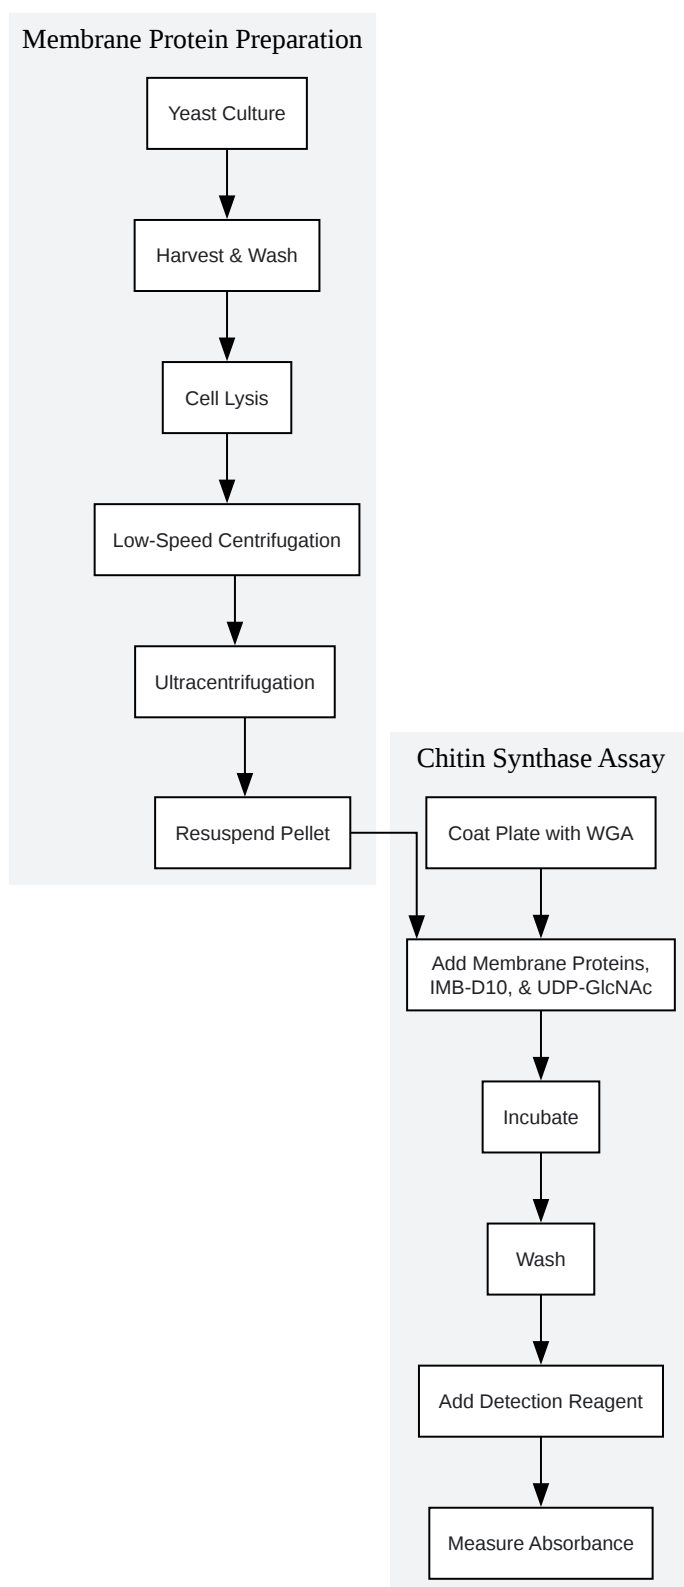 Membrane Protein Preparation
Yeast Culture
Harvest & Wash
Cell Lysis
Low-Speed Centrifugation
Ultracentrifugation
Resuspend Pellet
Chitin Synthase Assay
Coat Plate with WGA
Add Membrane Proteins,
IMB-D10, & UDP-GlcNAc
Incubate
Wash
Add Detection Reagent
Measure Absorbance